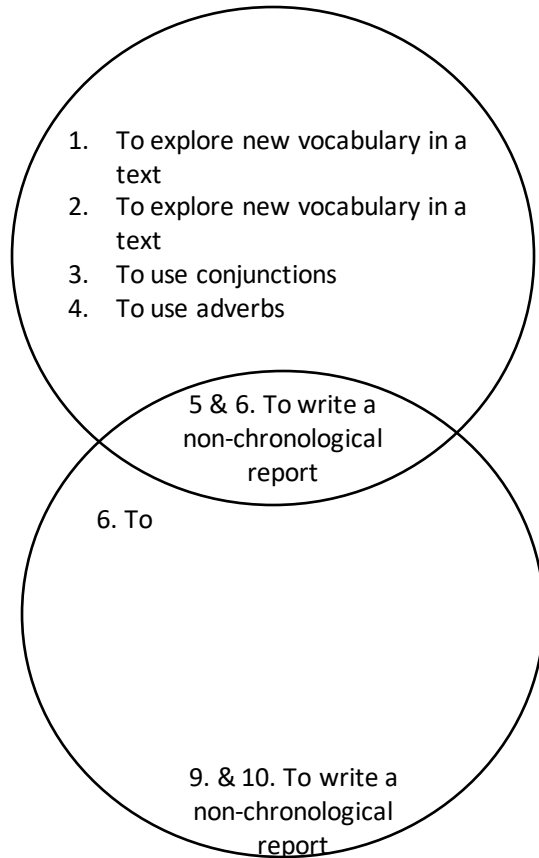 1. To explore new vocabulary in a
text
2. To explore new vocabulary in a
text
3. To use conjunctions
4. To use adverbs
5 & 6. To write a
non-chronological
report
6. To
9. & 10. To write a
non-chronological
report